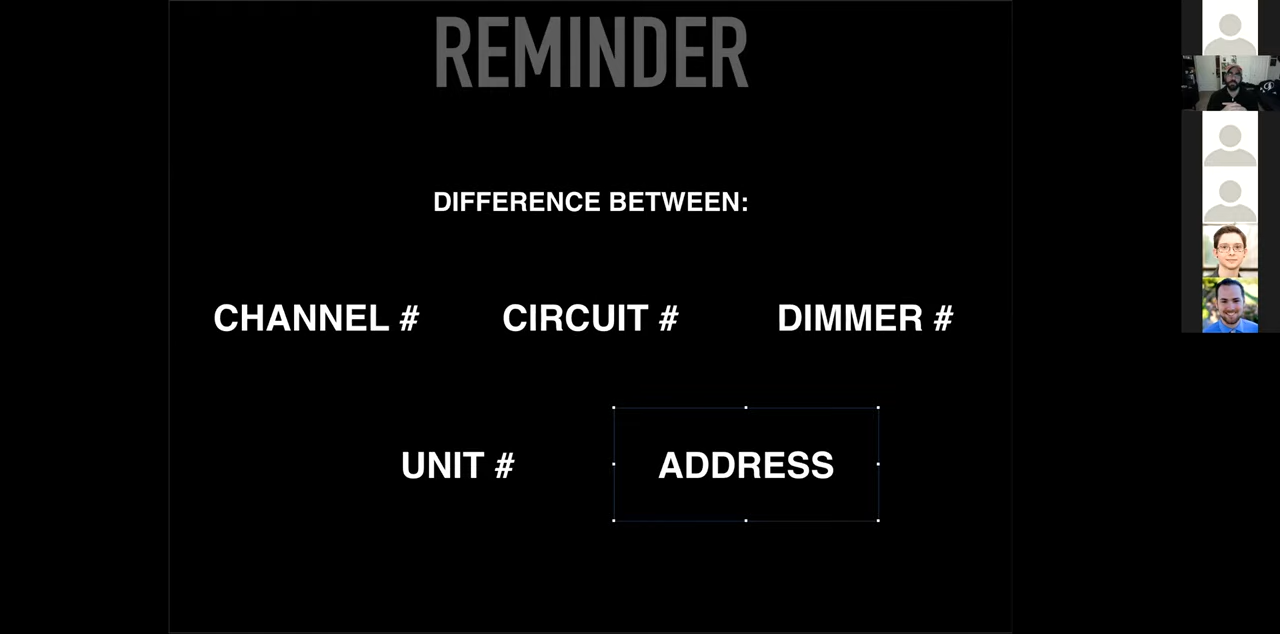 REMINDER
DIFFERENCE BETWEEN:
CHANNEL # CIRCUIT # DIMMER #
UNIT # ADDRESS